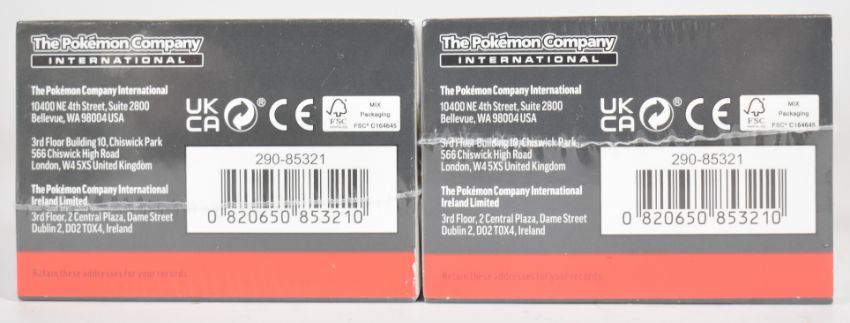 The Pokémon Company
INTERNATIONAL
The Pokémon Company International
10400 NE 4th Street, Suite 2800
Bellevue, WA 98004 USA
3rd Floor Building 10, Chiswick Park
566 Chiswick High Road
London, W4 5XS United Kingdom
The Pokémon Company International
Ireland Limited.
3rd Floor, 2 Central Plaza, Dame Street
Dublin 2, D02 T0X4, Ireland
UK
CA
® CE
FSC
MIX
Packaging
FSC® C164645
290-85321
0 820650 853210
Retain these addresses for your records
The Pokémon Company
INTERNATIONAL
The Pokémon Company International
10400 NE 4th Street, Suite 2800
Bellevue, WA 98004 USA
3rd Floor Building 10, Chiswick Park
566 Chiswick High Road
London, W4 5XS United Kingdom
The Pokémon Company International
Ireland Limited.
3rd Floor, 2 Central Plaza, Dame Street
Dublin 2, D02 T0X4, Ireland
UK
CA
® CE
FSC
MIX
Packaging
FSC® C164645
290-85321
0 820650 853210
Retain these addresses for your records.